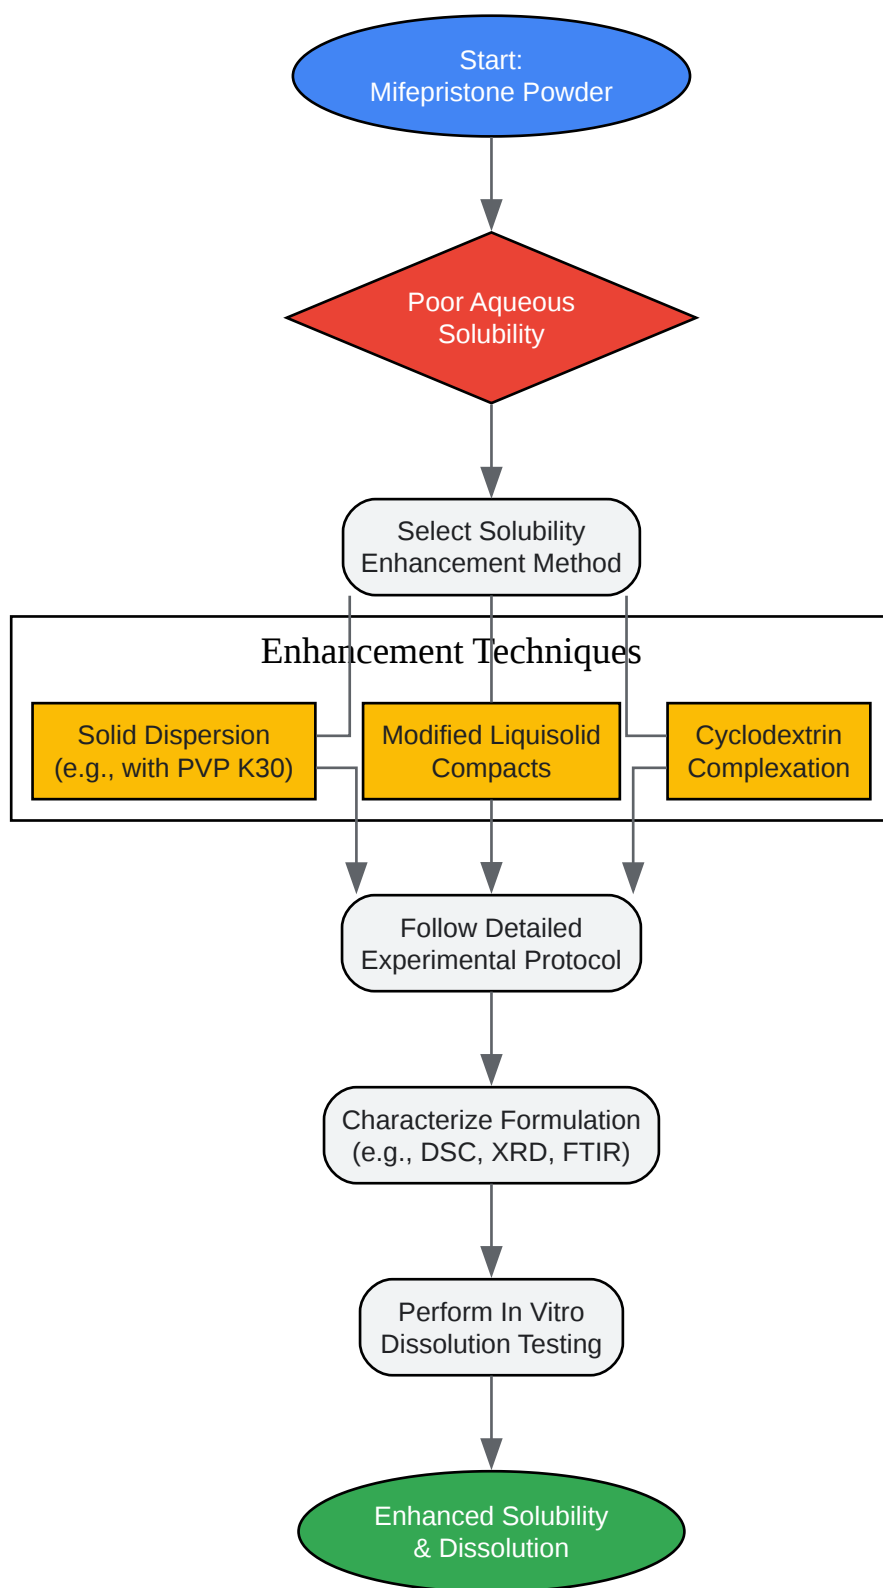 Start:
Mifepristone Powder
Poor Aqueous
Solubility
Select Solubility
Enhancement Method
Enhancement Techniques
Solid Dispersion
(e.g., with PVP K30)
Modified Liquisolid
Compacts
Cyclodextrin
Complexation
Follow Detailed
Experimental Protocol
Characterize Formulation
(e.g., DSC, XRD, FTIR)
Perform In Vitro
Dissolution Testing
Enhanced Solubility
& Dissolution